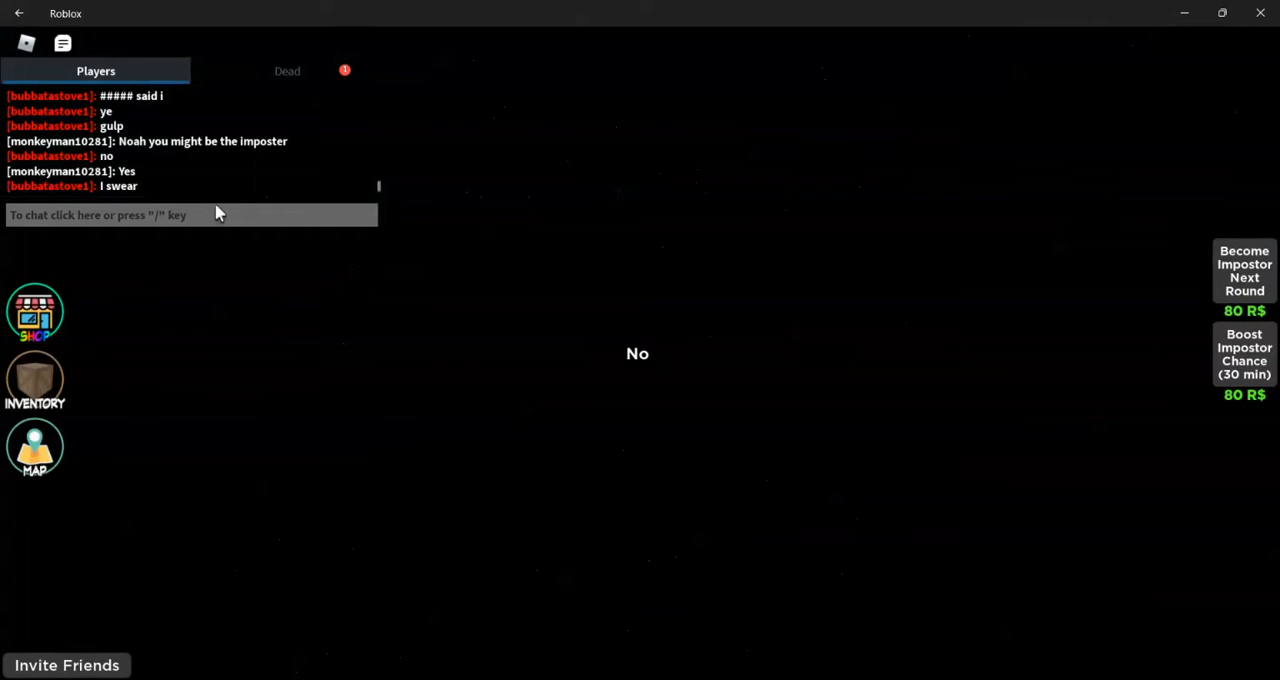 Roblox
Players
Dead
1
[bubbatastove1]: ##### said i
[bubbatastove1]: ye
[bubbatastove1]: gulp
[monkeyman10281]: Noah you might be the imposter
[bubbatastove1]: no
[monkeyman10281]: Yes
[bubbatastove1]: I swear
To chat click here or press "/" key
SHOP
INVENTORY
MAP
No
Become
Impostor
Next
Round
80 R$
Boost
Impostor
Chance
(30 min)
80 R$
Invite Friends